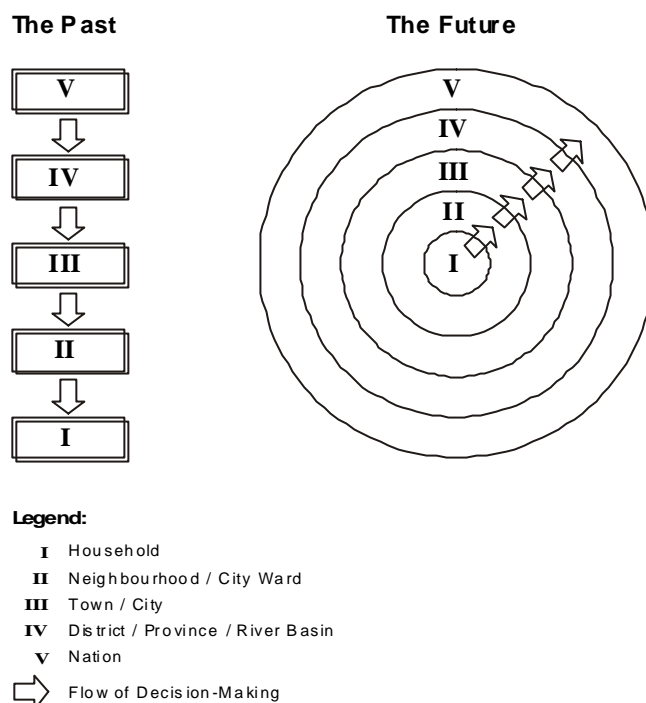 The Past
The Future
V
IV
III
II
I
V
IV
III
II
I
Legend:
I Household
II Neighbourhood / City Ward
III Town / City
IV District / Province / River Basin
V Nation
Flow of Decision-Making